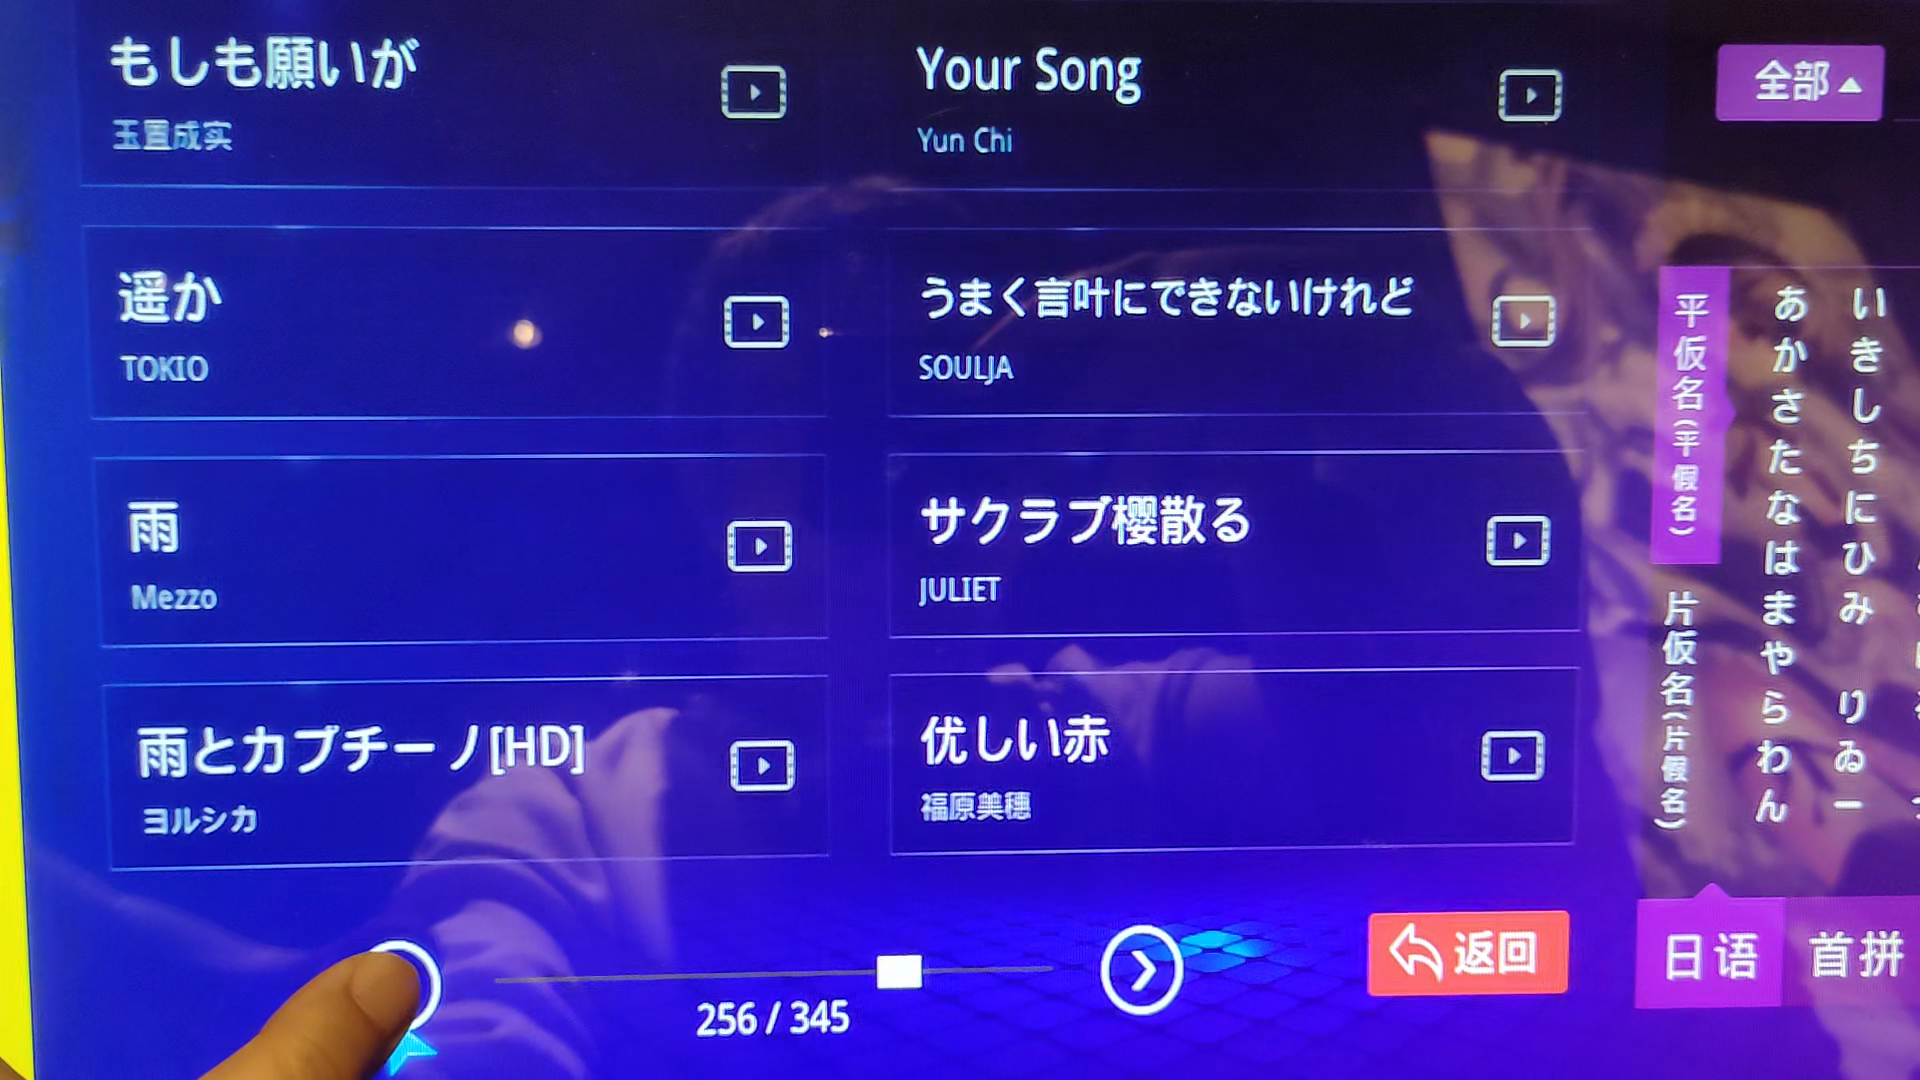 もしも願いが
玉置成实
Your Song
Yun Chi
全部
遥か
TOKIO
うまく言叶にできないけれど
SOULJA
雨
Mezzo
サクラブ櫻散る
JULIET
雨とカプチーノ[HD]
ヨルシカ
优しい赤
福原美穗
平仮名(平假名)
片仮名(片假名)
あかさたなはまやらわん
いきしちにひみ りゐー
256 / 345
返回
日语
首拼